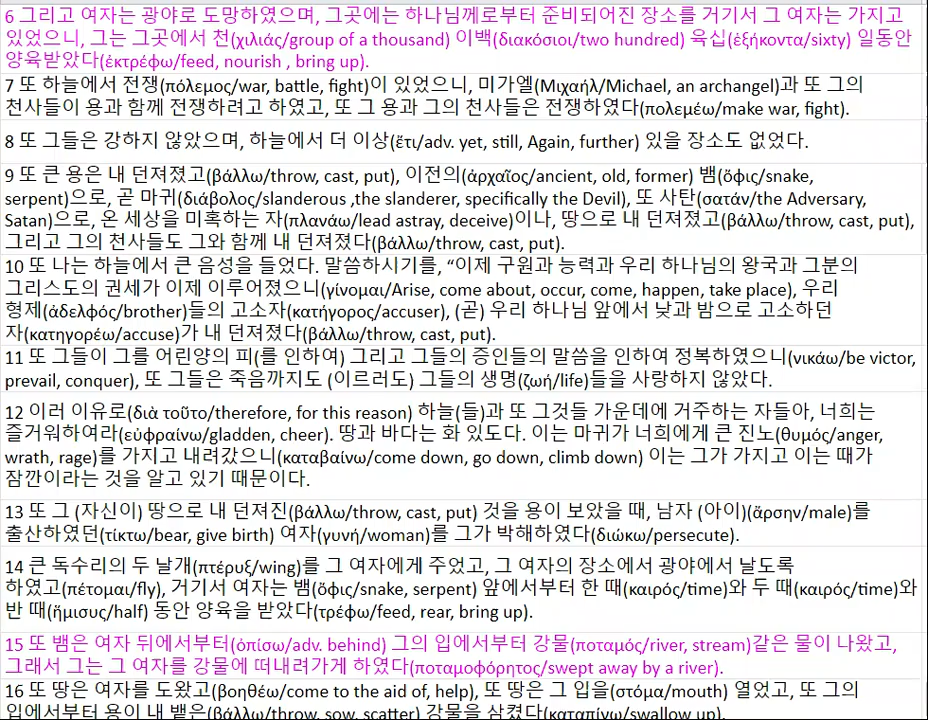 6 그리고 여자는 광야로 도망하였으며, 그곳에는 하나님께로부터 준비되어진 장소를 거기서 그 여자는 가지고
있었으니, 그는 그곳에서 천(χιλιάς/group of a thousand) 이백(διακόσιοι/two hundred) 육십(ἑξήκοντα/sixty) 일동안
양육받았다(ἐκτρέφω/feed, nourish , bring up).
7 또 하늘에서 전쟁(πόλεμος/war, battle, fight)이 있었으니, 미가엘(Μιχαήλ/Michael, an archangel)과 또 그의
천사들이 용과 함께 전쟁하려고 하였고, 또 그 용과 그의 천사들은 전쟁하였다(πολεμέω/make war, fight).
8 또 그들은 강하지 않았으며, 하늘에서 더 이상(ἔτι/adv. yet, still, Again, further) 있을 장소도 없었다.
9 또 큰 용은 내 던져졌고(βάλλω/throw, cast, put), 이전의(ἀρχαῖος/ancient, old, former) 뱀(ὄφις/snake,
serpent)으로, 곧 마귀(διάβολος/slanderous ,the slanderer, specifically the Devil), 또 사탄(σατάν/the Adversary,
Satan)으로, 온 세상을 미혹하는 자(πλανάω/lead astray, deceive)이나, 땅으로 내 던져졌고(βάλλω/throw, cast, put),
그리고 그의 천사들도 그와 함께 내 던져졌다(βάλλω/throw, cast, put).
10 또 나는 하늘에서 큰 음성을 들었다. 말씀하시기를, “이제 구원과 능력과 우리 하나님의 왕국과 그분의
그리스도의 권세가 이제 이루어졌으니(γίνομαι/Arise, come about, occur, come, happen, take place), 우리
형제(ἀδελφός/brother)들의 고소자(κατήγορος/accuser), (곧) 우리 하나님 앞에서 낮과 밤으로 고소하던
자(κατηγορέω/accuse)가 내 던져졌다(βάλλω/throw, cast, put).
11 또 그들이 그를 어린양의 피(를 인하여) 그리고 그들의 증인들의 말씀을 인하여 정복하였으니(νικάω/be victor,
prevail, conquer), 또 그들은 죽음까지도 (이르러도) 그들의 생명(ζωή/life)들을 사랑하지 않았다.
12 이러 이유로(διὰ τοῦτο/therefore, for this reason) 하늘(들)과 또 그것들 가운데에 거주하는 자들아, 너희는
즐거워하여라(εὐφραίνω/gladden, cheer). 땅과 바다는 화 있도다. 이는 마귀가 너희에게 큰 진노(θυμός/anger,
wrath, rage)를 가지고 내려갔으니(καταβαίνω/come down, go down, climb down) 이는 그가 가지고 이는 때가
잠깐이라는 것을 알고 있기 때문이다.
13 또 그 (자신이) 땅으로 내 던져진(βάλλω/throw, cast, put) 것을 용이 보았을 때, 남자 (아이)(ἄρσην/male)를
출산하였던(τίκτω/bear, give birth) 여자(γυνή/woman)를 그가 박해하였다(διώκω/persecute).
14 큰 독수리의 두 날개(πτέρυξ/wing)를 그 여자에게 주었고, 그 여자의 장소에서 광야에서 날도록
하였고(πέτομαι/fly), 거기서 여자는 뱀(ὄφις/snake, serpent) 앞에서부터 한 때(καιρός/time)와 두 때(καιρός/time)와
반 때(ἥμισυς/half) 동안 양육을 받았다(τρέφω/feed, rear, bring up).
15 또 뱀은 여자 뒤에서부터(ὀπίσω/adv. behind) 그의 입에서부터 강물(ποταμός/river, stream)같은 물이 나왔고,
그래서 그는 그 여자를 강물에 떠내려가게 하였다(ποταμοφόρητος/swept away by a river).
16 또 땅은 여자를 도왔고(βοηθέω/come to the aid of, help), 또 땅은 그 입을(στόμα/mouth) 열었고, 또 그의
입에서부터 용이 내 뱉은(βάλλω/throw, sow, scatter) 강물을 삼켰다(καταπίνω/swallow up).